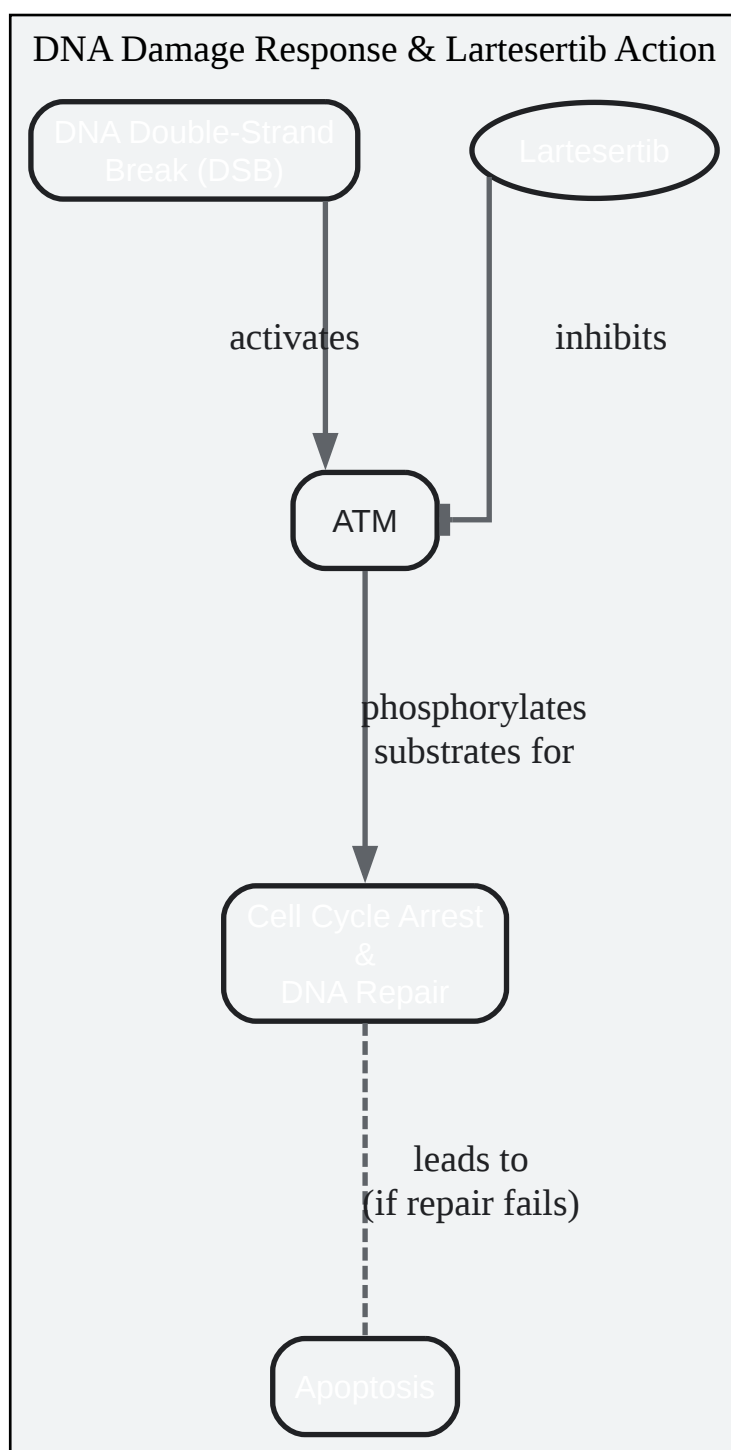 DNA Damage Response & Lartesertib Action
DNA Double-Strand
Break (DSB)
Lartesertib
activates
inhibits
ATM
phosphorylates
substrates for
Cell Cycle Arrest
&
DNA Repair
leads to
(if repair fails)
Apoptosis